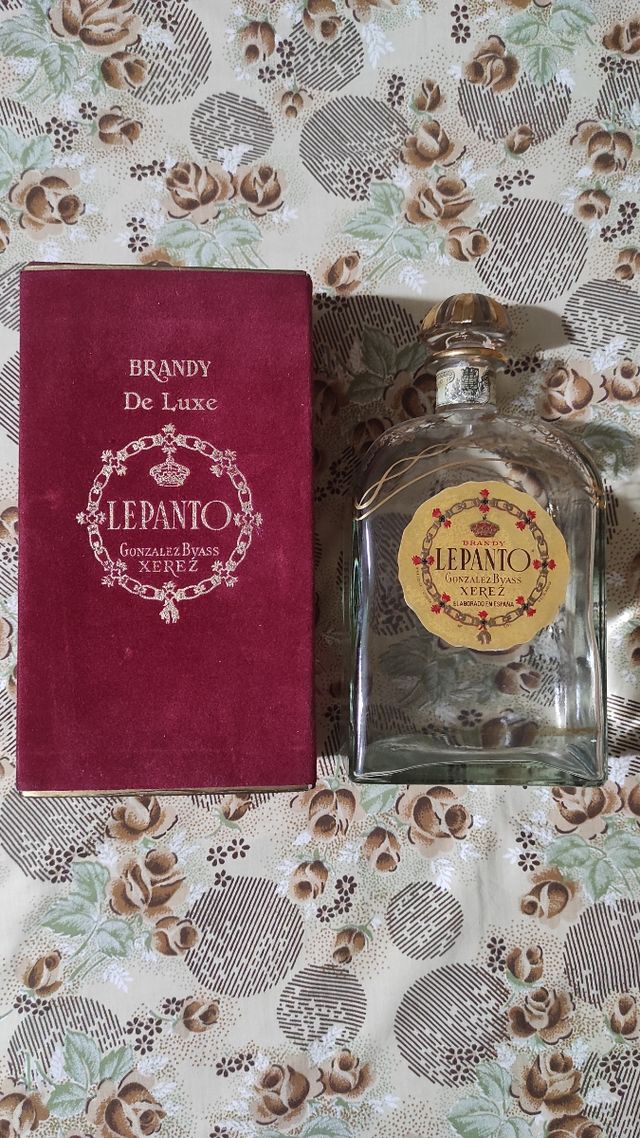 BRANDY
De Luxe
LEPANTO
GONZALEZ BYASS
XEREZ
BRANDY
LEPANTO
GONZALEZ BYASS
XEREZ
ELABORADO EN ESPAÑA